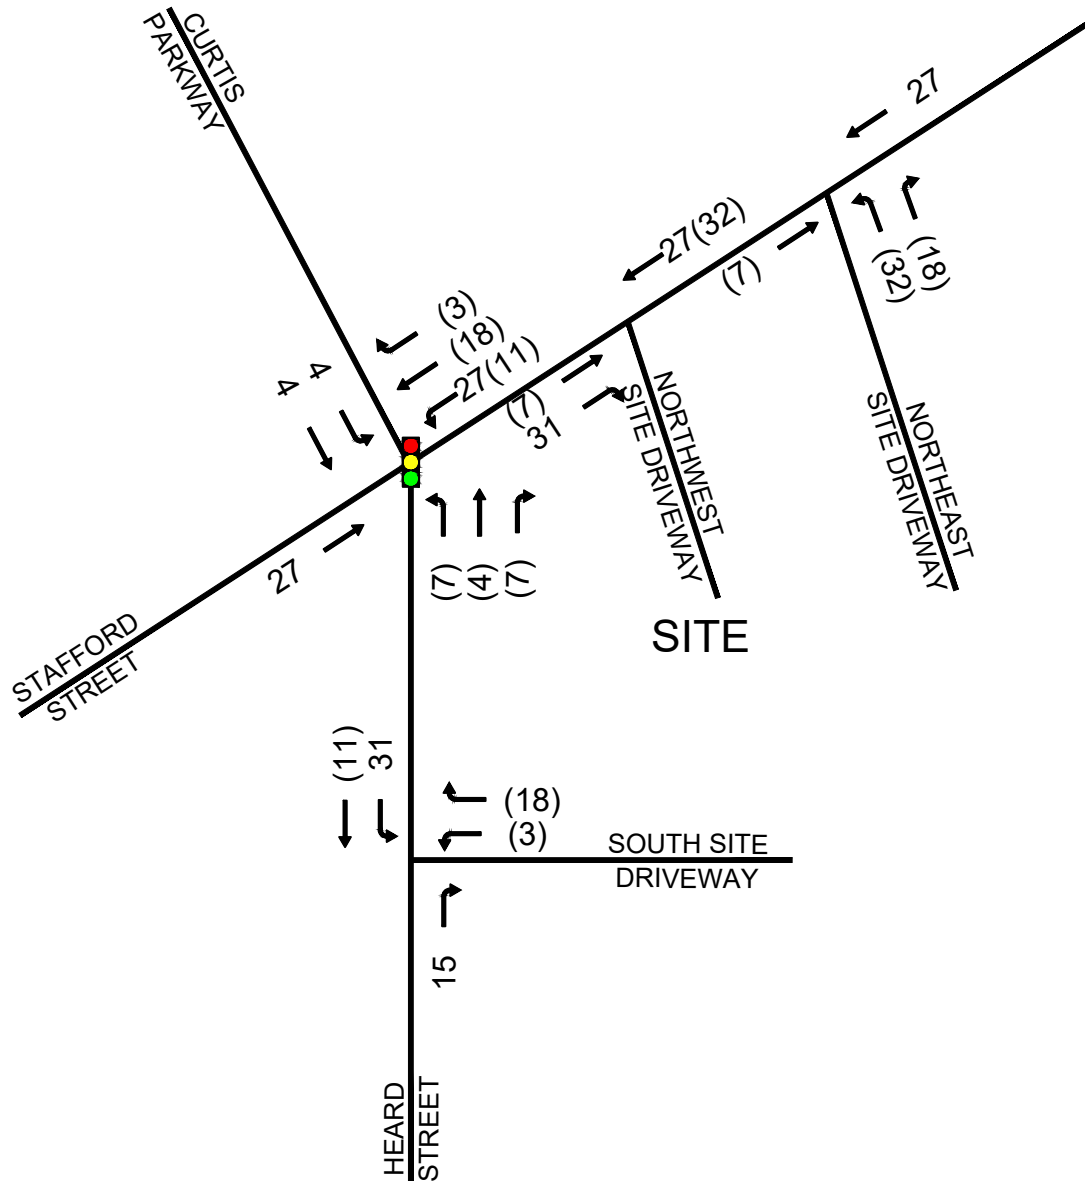 CURTIS
PARKWAY
27
27(32)
(7)
(18)
(32)
(3)
(18)
27(11)
4
4
(7)
31
NORTHWEST
SITE DRIVEWAY
NORTHEAST
SITE DRIVEWAY
27
(7)
(4)
(7)
SITE
STAFFORD
STREET
(11)
31
(18)
(3)
SOUTH SITE
DRIVEWAY
15
HEARD
STREET